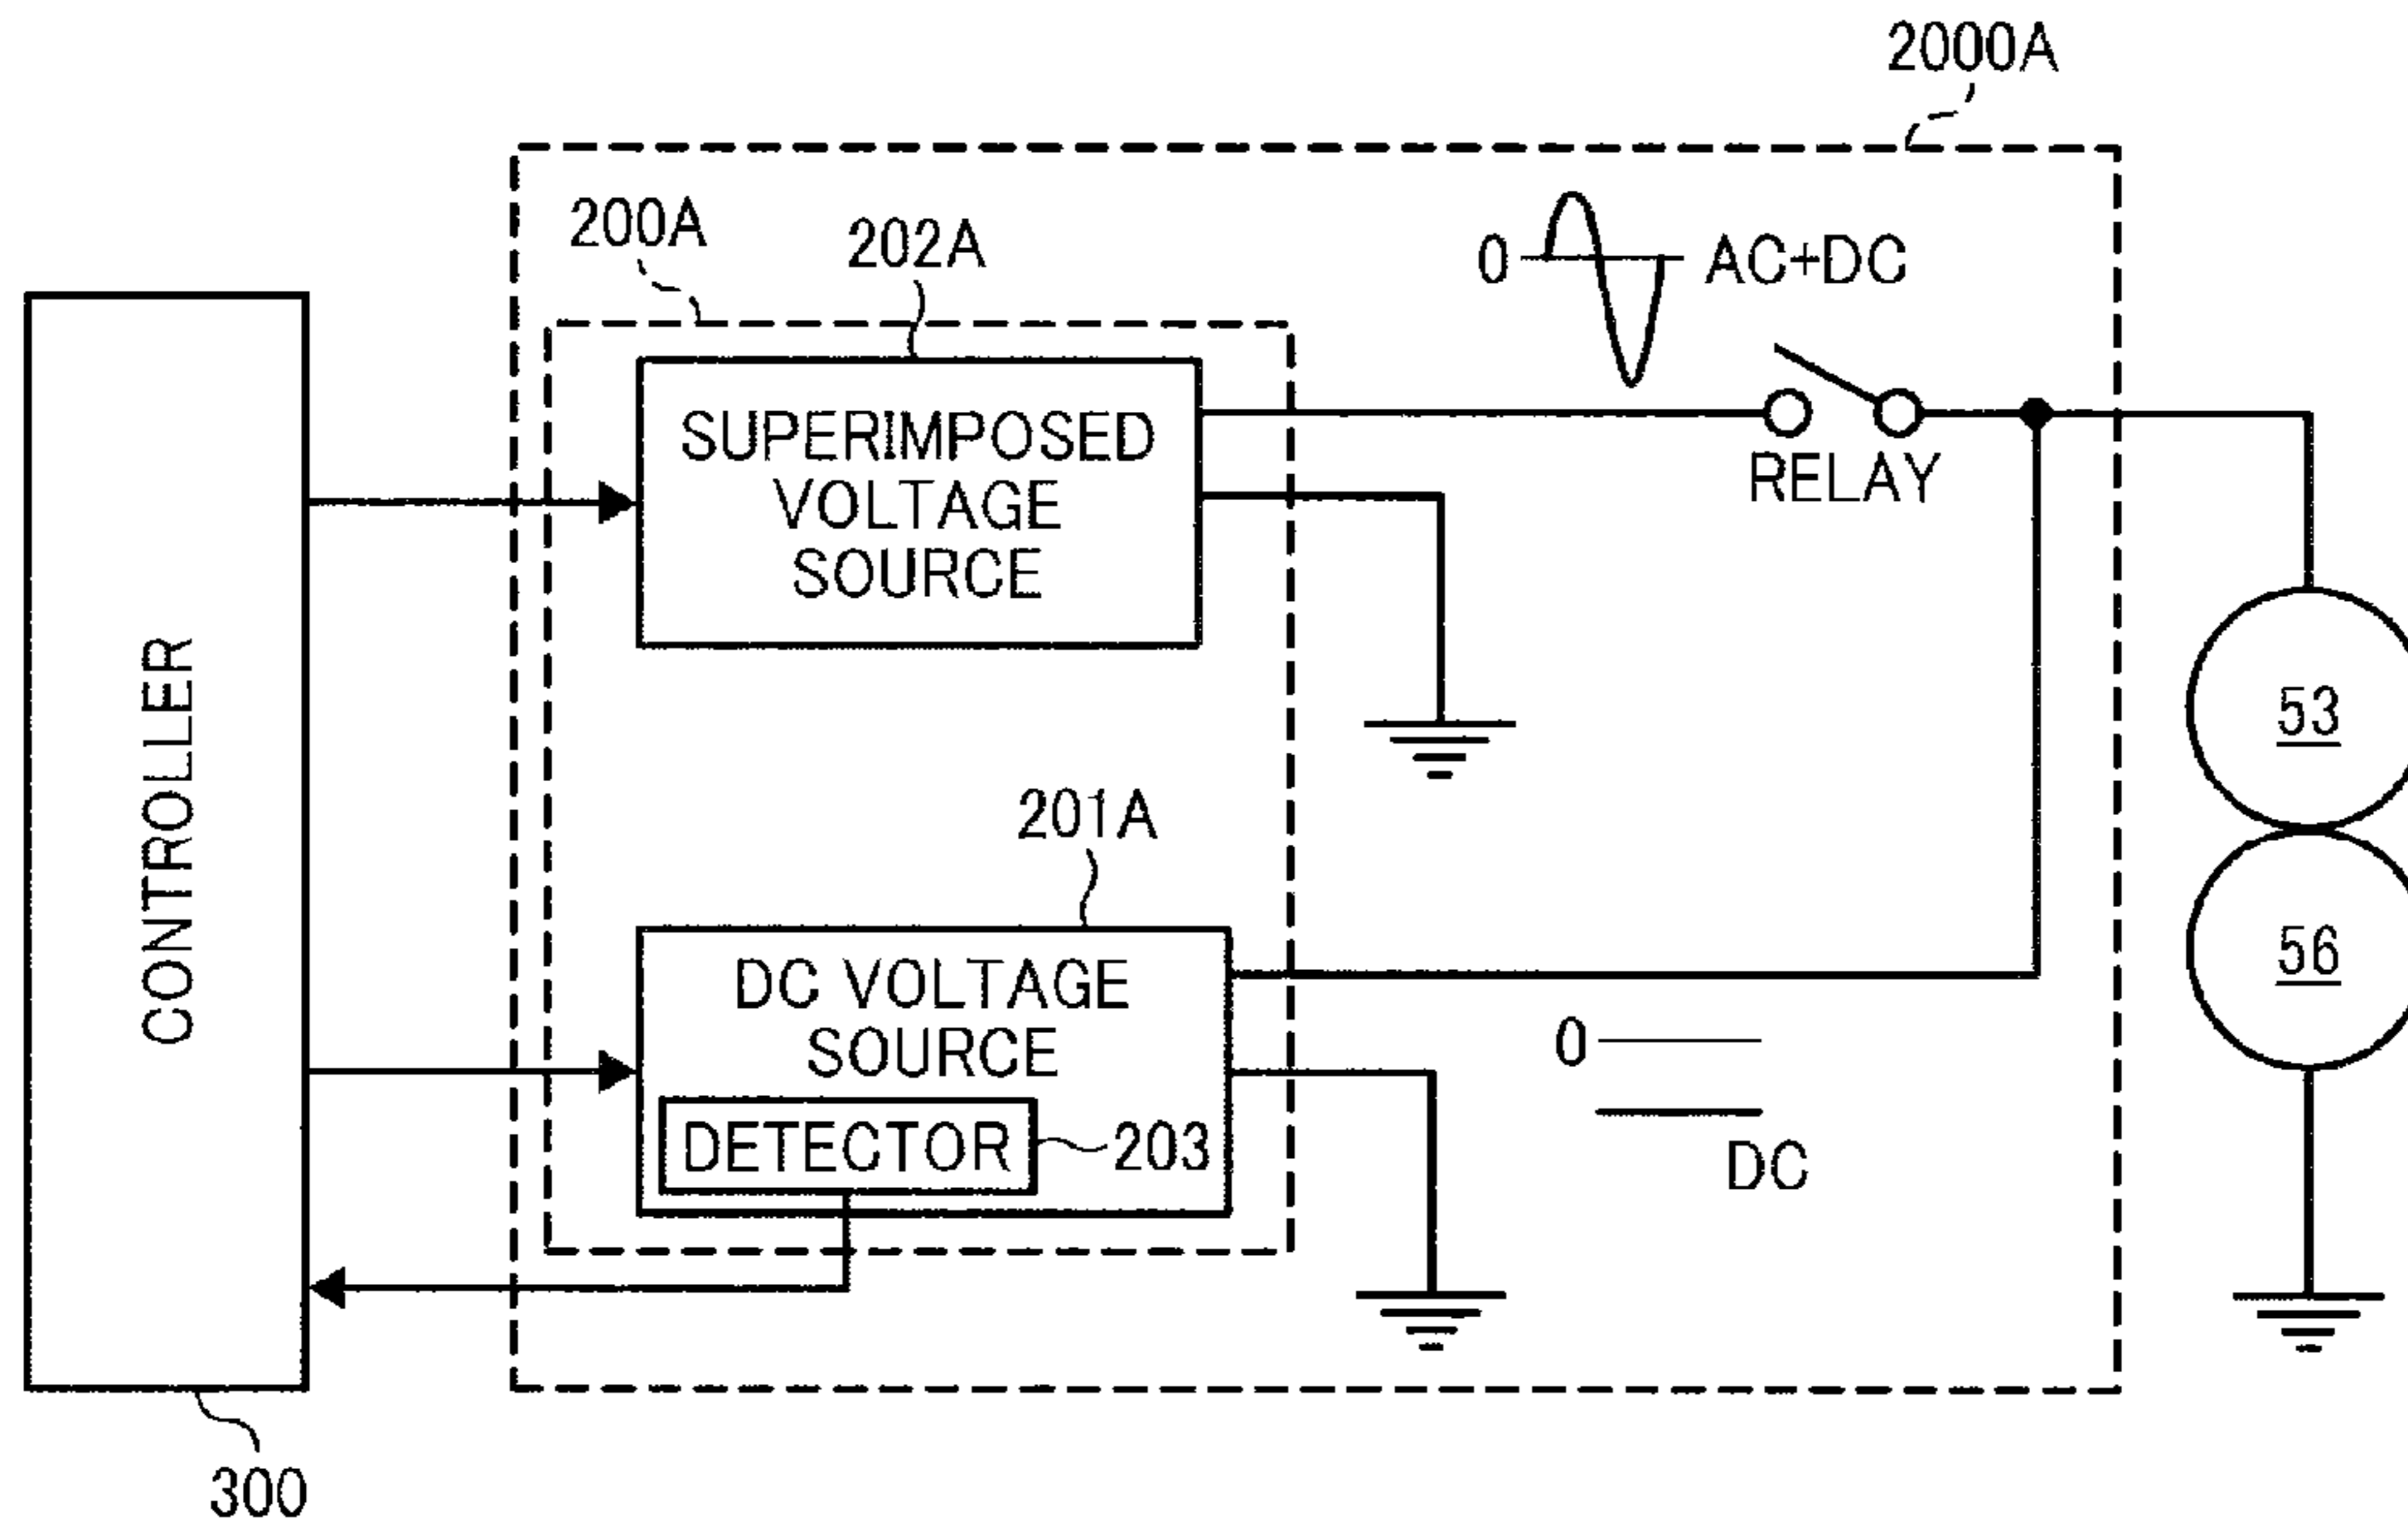 2000A
200A
202A
0
AC+DC
SUPERIMPOSED
VOLTAGE
SOURCE
RELAY
CONTROLLER
53
201A
56
DC VOLTAGE
SOURCE
0
DETECTOR
203
DC
300